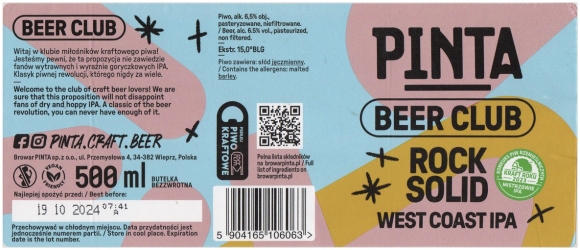 BEER CLUB
Witaj w klubie miłośników kraftowego piwa!
Jesteśmy pewni, że ta propozycja nie zawiedzie
fanów wytrawnych i wyraźnie goryczkowych IPA.
Klasyk piwnej rewolucji, którego nigdy za wiele.
Welcome to the club of craft beer lovers! We are
sure that this proposition will not disappoint
fans of dry and hoppy IPA. A classic of the beer
revolution, you can never have enough of it.
PINTA.CRAFT.BEER
Browar PINTA sp. z o.o., ul. Przemysłowa 4, 34-382 Wieprz, Polska
500 ml
BUTELKA
BEZZWROTNA
Najlepiej spożyć przed: / Best before:
19 10 2024 07:41
A
Przechowywać w chłodnym miejscu. Data przydatności jest
jednocześnie numerem partii. / Store in cool place. Expiration
date is the lot number.
Piwo, alk. 6,5% obj.,
pasteryzowane, niefiltrowane.
/ Beer, alc. 6.5% vol., pasteurized,
non filtered.
Ekstr. 15,0°BLG
Piwo zawiera: słód jęczmienny.
/ Contains the allergens: malted
barley.
POLSKIE
PIWO
KRAFTOWE
Pełna lista składników
na browarpinta.pl / Full
list of ingredients on
browarpinta.pl
5 904165 106063 >
PINTA
BEER CLUB
ROCK
SOLID
WEST COAST IPA
KRAFT ROKU
2023
MISTRZOWIE
IPA